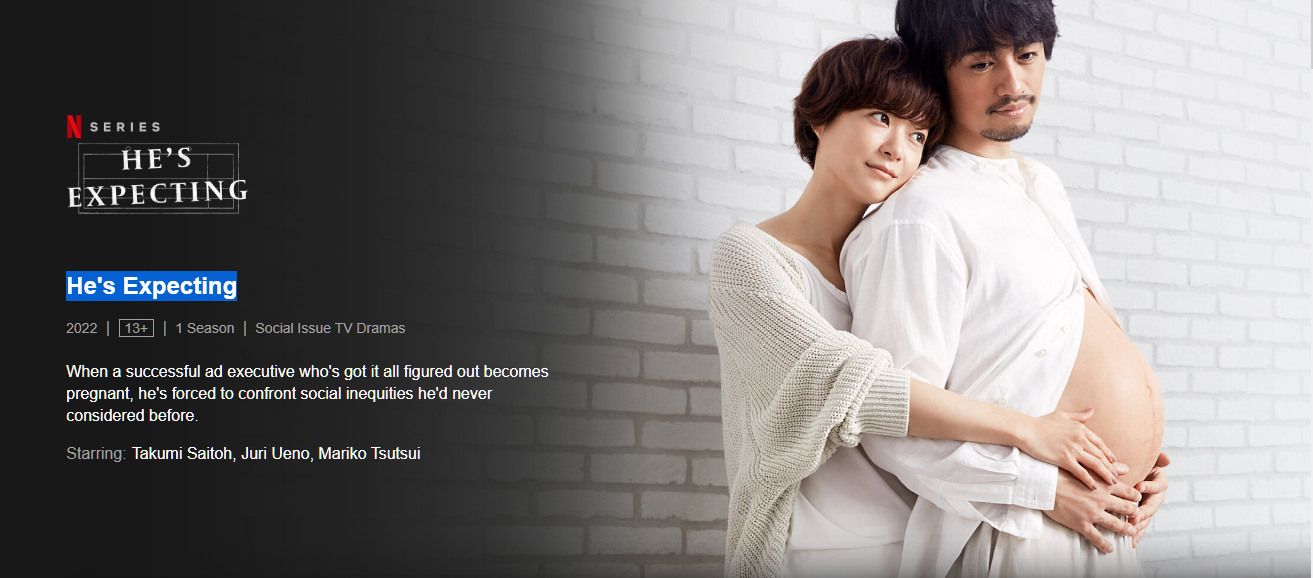 N SERIES
HE'S
EXPECTING
He's Expecting
2022 | 13+ | 1 Season | Social Issue TV Dramas
When a successful ad executive who's got it all figured out becomes
pregnant, he's forced to confront social inequities he'd never
considered before.
Starring: Takumi Saitoh, Juri Ueno, Mariko Tsutsui